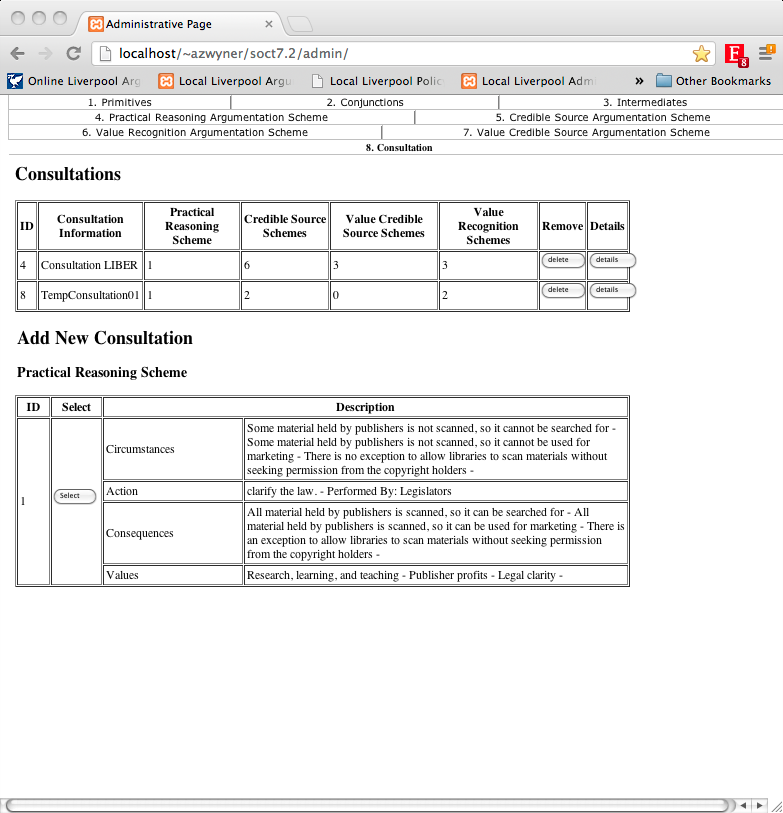 Administrative Page
localhost/~azwyner/soct7.2/admin/
8
Online Liverpool Arg
Local Liverpool Argu
Local Liverpool Polic
Local Liverpool Adm
» Other Bookmarks
1. Primitives
2. Conjunctions
3. Intermediates
4. Practical Reasoning Argumentation Scheme
5. Credible Source Argumentation Scheme
6. Value Recognition Argumentation Scheme
7. Value Credible Source Argumentation Scheme
8. Consultation
Consultations
ID
Consultation
Information
Practical
Reasoning
Scheme
Credible Source
Schemes
Value Credible
Source Schemes
Value
Recognition
Schemes
Remove
Details
4 Consultation LIBER 1 6 3 3 delete details
8 TempConsultation01 1 2 0 2 delete details
Add New Consultation
Practical Reasoning Scheme
ID Select Description
1
Select
Circumstances
Some material held by publishers is not scanned, so it cannot be searched for -
Some material held by publishers is not scanned, so it cannot be used for
marketing - There is no exception to allow libraries to scan materials without
seeking permission from the copyright holders -
Action
clarify the law. - Performed By: Legislators
Consequences
All material held by publishers is scanned, so it can be searched for - All
material held by publishers is scanned, so it can be used for marketing - There is
an exception to allow libraries to scan materials without seeking permission
from the copyright holders -
Values
Research, learning, and teaching - Publisher profits - Legal clarity -